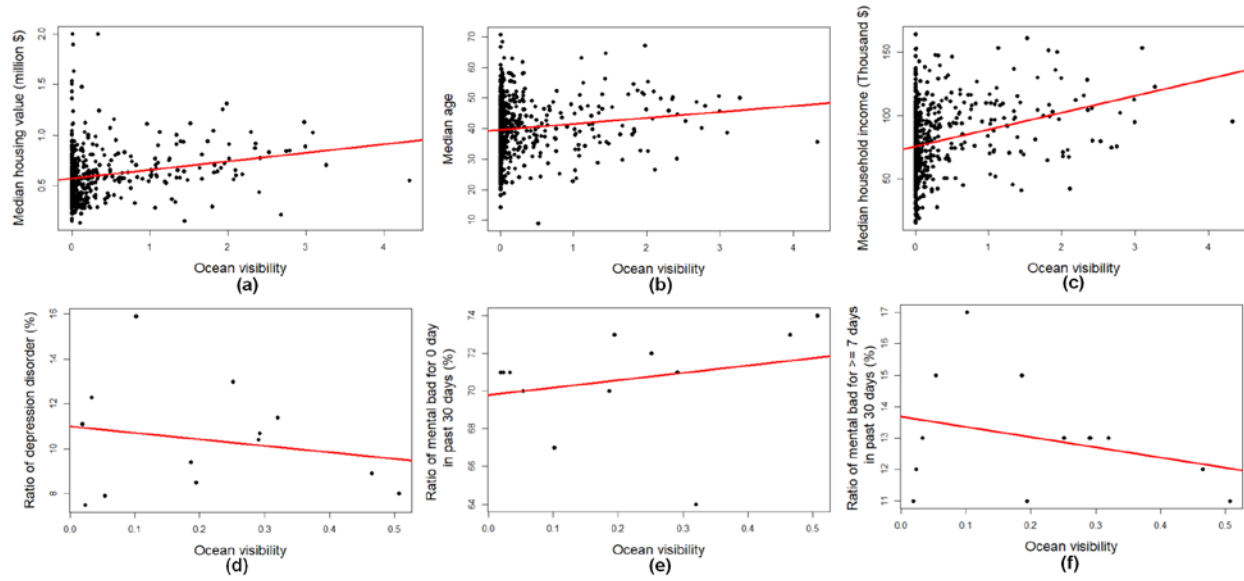 Median housing value (million $)
2.0
1.5
1.0
0.5
0 1 2 3 4
Ocean visibility
(a)
Median age
70
60
50
40
30
20
10
0 1 2 3 4
Ocean visibility
(b)
Median household income (Thousand $)
150
100
50
0 1 2 3 4
Ocean visibility
(c)
Ratio of depression disorder (%)
16
14
12
10
8
0.0 0.1 0.2 0.3 0.4 0.5
Ocean visibility
(d)
Ratio of mental bad for 0 day
in past 30 days (%)
74
72
70
68
66
64
0.0 0.1 0.2 0.3 0.4 0.5
Ocean visibility
(e)
Ratio of mental bad for >= 7 days
in past 30 days (%)
17
16
15
14
13
12
11
0.0 0.1 0.2 0.3 0.4 0.5
Ocean visibility
(f)